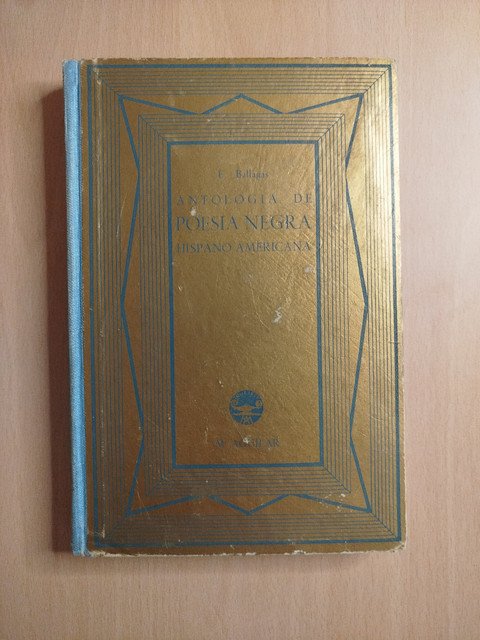 E. Ballagas
ANTOLOGIA DE
POESIA NEGRA
HISPANO AMERICANA
M. AGUILAR